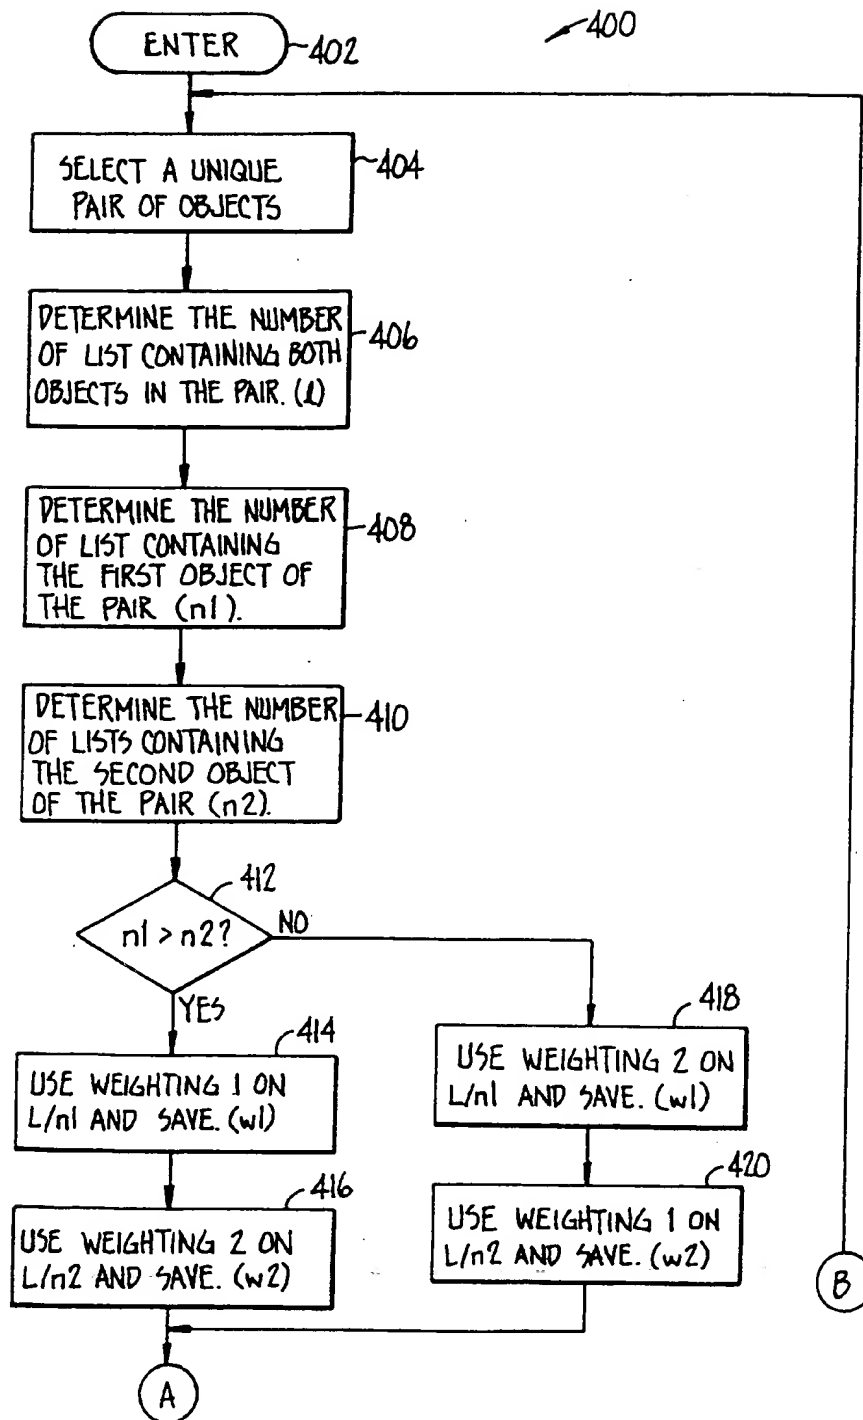 400
ENTER
402
SELECT A UNIQUE
PAIR OF OBJECTS
404
DETERMINE THE NUMBER
OF LIST CONTAINING BOTH
OBJECTS IN THE PAIR. (l)
406
DETERMINE THE NUMBER
OF LIST CONTAINING
THE FIRST OBJECT OF
THE PAIR (n1).
408
DETERMINE THE NUMBER
OF LISTS CONTAINING
THE SECOND OBJECT
OF THE PAIR (n2).
410
412
n1 > n2?
NO
YES
414
USE WEIGHTING 1 ON
L/n1 AND SAVE. (w1)
418
USE WEIGHTING 2 ON
L/n1 AND SAVE. (w1)
416
USE WEIGHTING 2 ON
L/n2 AND SAVE. (w2)
420
USE WEIGHTING 1 ON
L/n2 AND SAVE. (w2)
B
A